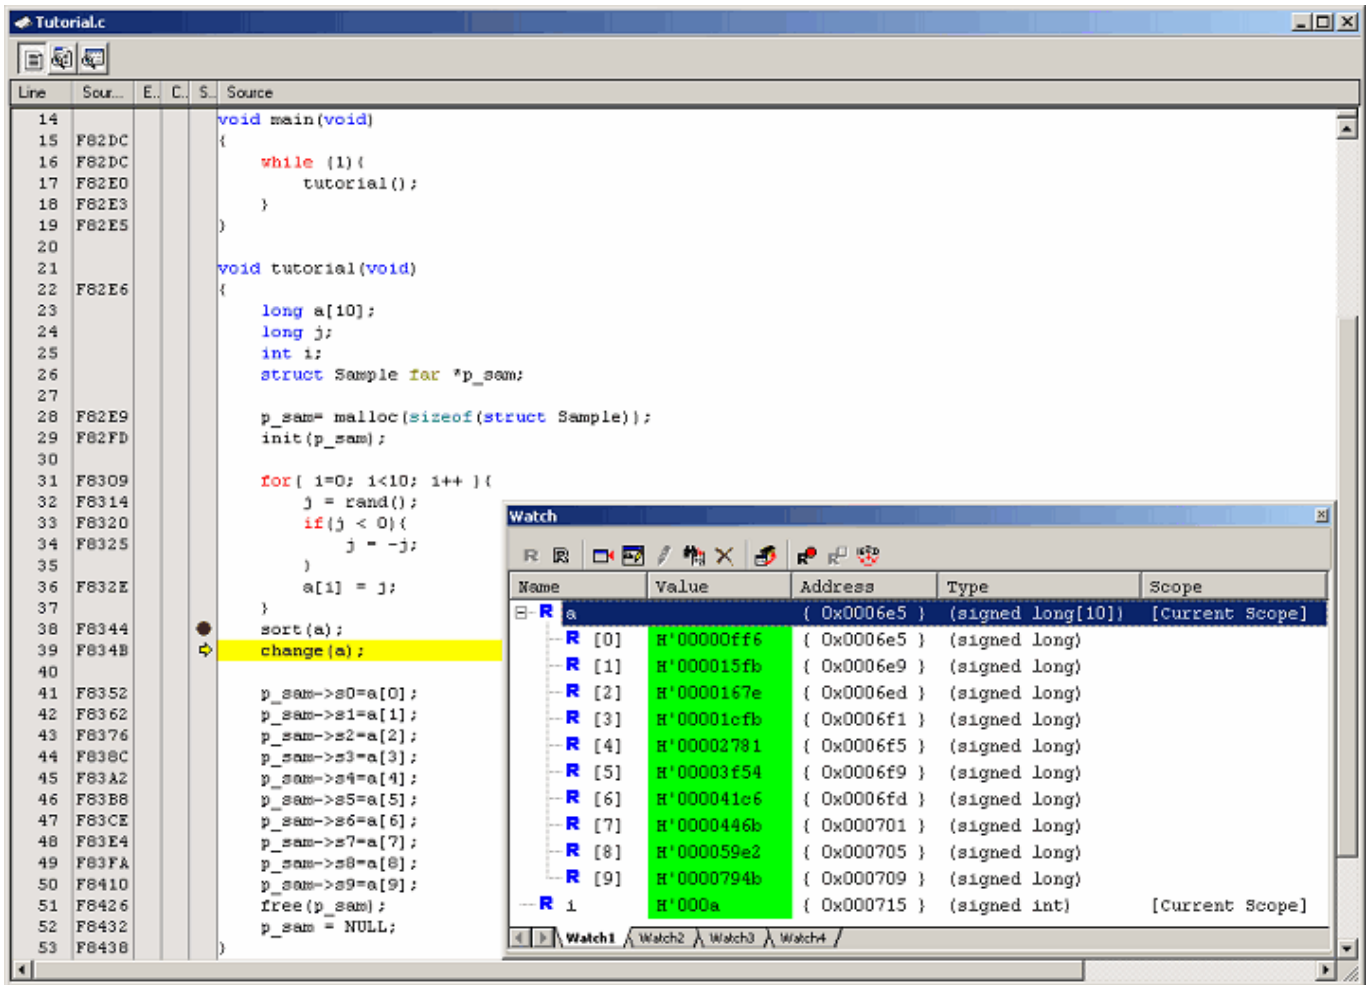 Tutorial.c
Line Sour... E.. C.. S.. Source
14 void main(void)
15 F82DC {
16 F82DC while (1){
17 F82E0 tutorial();
18 F82E3 }
19 F82E5 }
20
21 void tutorial(void)
22 F82E6 {
23 long a[10];
24 long j;
25 int i;
26 struct Sample far *p_sam;
27
28 F82E9 p_sam= malloc(sizeof(struct Sample));
29 F82FD init(p_sam);
30
31 F8309 for( i=0; i<10; i++ ){
32 F8314 j = rand();
33 F8320 if(j < 0){
34 F8325 j = -j;
35 }
36 F832E a[i] = j;
37 }
38 F8344 sort(a);
39 F834B change(a);
40
41 F8352 p_sam->s0=a[0];
42 F8362 p_sam->s1=a[1];
43 F8376 p_sam->s2=a[2];
44 F838C p_sam->s3=a[3];
45 F83A2 p_sam->s4=a[4];
46 F83B8 p_sam->s5=a[5];
47 F83CE p_sam->s6=a[6];
48 F83E4 p_sam->s7=a[7];
49 F83FA p_sam->s8=a[8];
50 F8410 p_sam->s9=a[9];
51 F8426 free(p_sam);
52 F8432 p_sam = NULL;
53 F8438 }
Watch
R R
Name Value Address Type Scope
R a { 0x0006e5 } (signed long[10]) [Current Scope]
R [0] H'00000ff6 { 0x0006e5 } (signed long)
R [1] H'000015fb { 0x0006e9 } (signed long)
R [2] H'0000167e { 0x0006ed } (signed long)
R [3] H'00001cfb { 0x0006f1 } (signed long)
R [4] H'00002781 { 0x0006f5 } (signed long)
R [5] H'00003f54 { 0x0006f9 } (signed long)
R [6] H'000041c6 { 0x0006fd } (signed long)
R [7] H'0000446b { 0x000701 } (signed long)
R [8] H'000059e2 { 0x000705 } (signed long)
R [9] H'0000794b { 0x000709 } (signed long)
R i H'000a { 0x000715 } (signed int) [Current Scope]
Watch1 Watch2 Watch3 Watch4